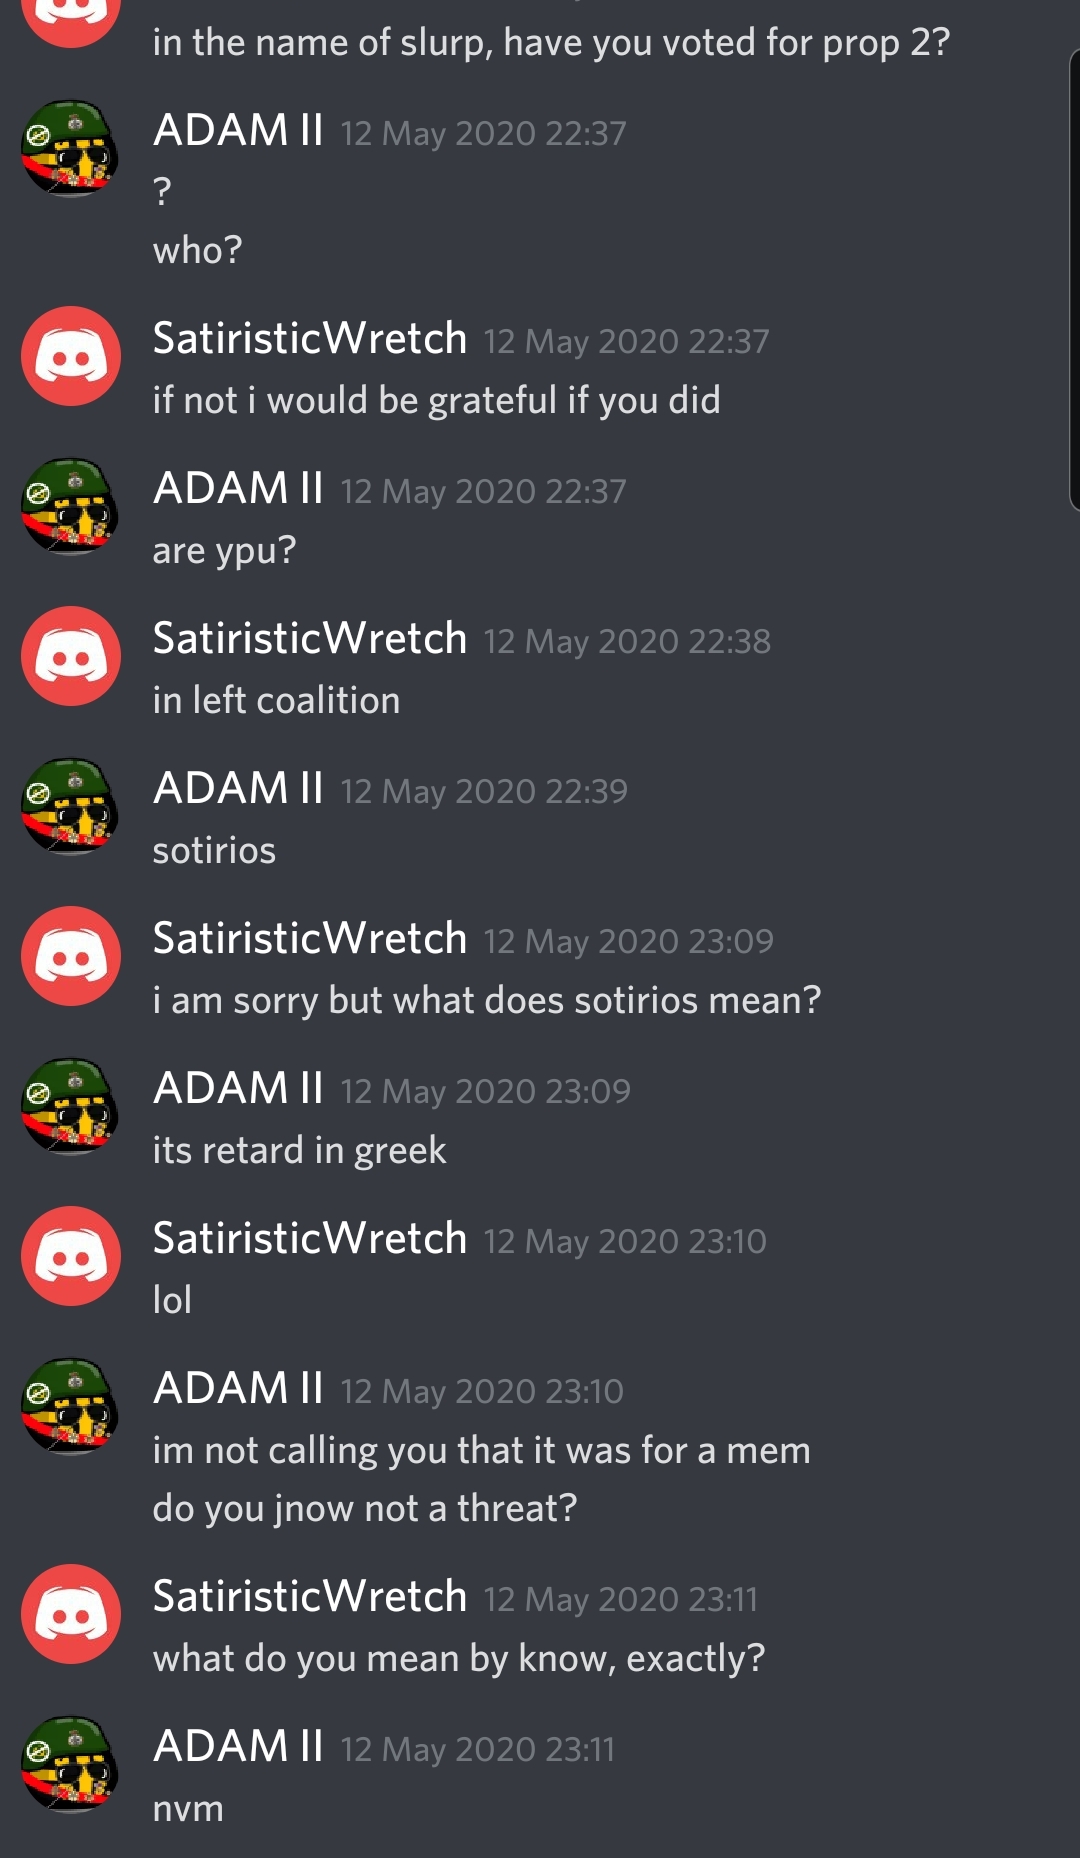 in the name of slurp, have you voted for prop 2?
ADAM II 12 May 2020 22:37
?
who?
SatiristicWretch 12 May 2020 22:37
if not i would be grateful if you did
ADAM II 12 May 2020 22:37
are ypu?
SatiristicWretch 12 May 2020 22:38
in left coalition
ADAM II 12 May 2020 22:39
sotirios
SatiristicWretch 12 May 2020 23:09
i am sorry but what does sotirios mean?
ADAM II 12 May 2020 23:09
its retard in greek
SatiristicWretch 12 May 2020 23:10
lol
ADAM II 12 May 2020 23:10
im not calling you that it was for a mem
do you jnow not a threat?
SatiristicWretch 12 May 2020 23:11
what do you mean by know, exactly?
ADAM II 12 May 2020 23:11
nvm